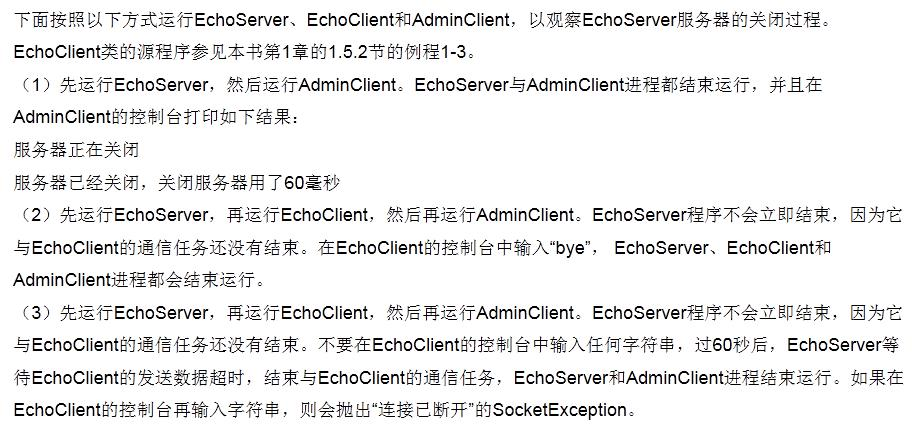 下面按照以下方式运行EchoServer、EchoClient和AdminClient，以观察EchoServer服务器的关闭过程。
EchoClient类的源程序参见本书第1章的1.5.2节的例程1-3。
（1）先运行EchoServer，然后运行AdminClient。EchoServer与AdminClient进程都结束运行，并且在
AdminClient的控制台打印如下结果：
服务器正在关闭
服务器已经关闭，关闭服务器用了60毫秒
（2）先运行EchoServer，再运行EchoClient，然后再运行AdminClient。EchoServer程序不会立即结束，因为它
与EchoClient的通信任务还没有结束。在EchoClient的控制台中输入“bye”， EchoServer、EchoClient和
AdminClient进程都会结束运行。
（3）先运行EchoServer，再运行EchoClient，然后再运行AdminClient。EchoServer程序不会立即结束，因为它
与EchoClient的通信任务还没有结束。不要在EchoClient的控制台中输入任何字符串，过60秒后，EchoServer等
待EchoClient的发送数据超时，结束与EchoClient的通信任务，EchoServer和AdminClient进程结束运行。如果在
EchoClient的控制台再输入字符串，则会抛出“连接已断开”的SocketException。